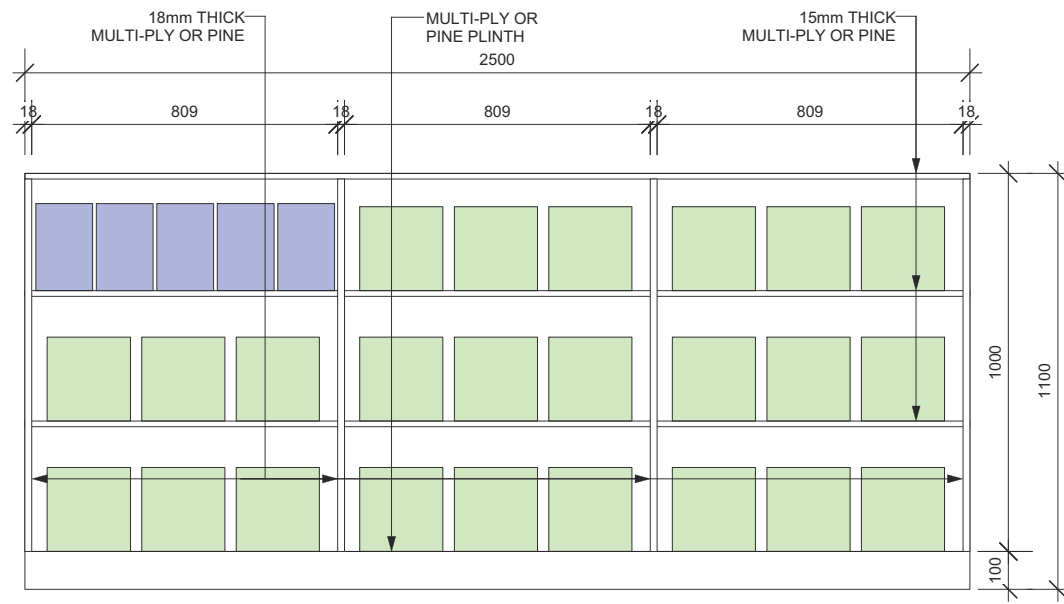 18mm THICK
MULTI-PLY OR PINE
MULTI-PLY OR
PINE PLINTH
15mm THICK
MULTI-PLY OR PINE
2500
18 809 18 809 18 809 18
1000
1100
100